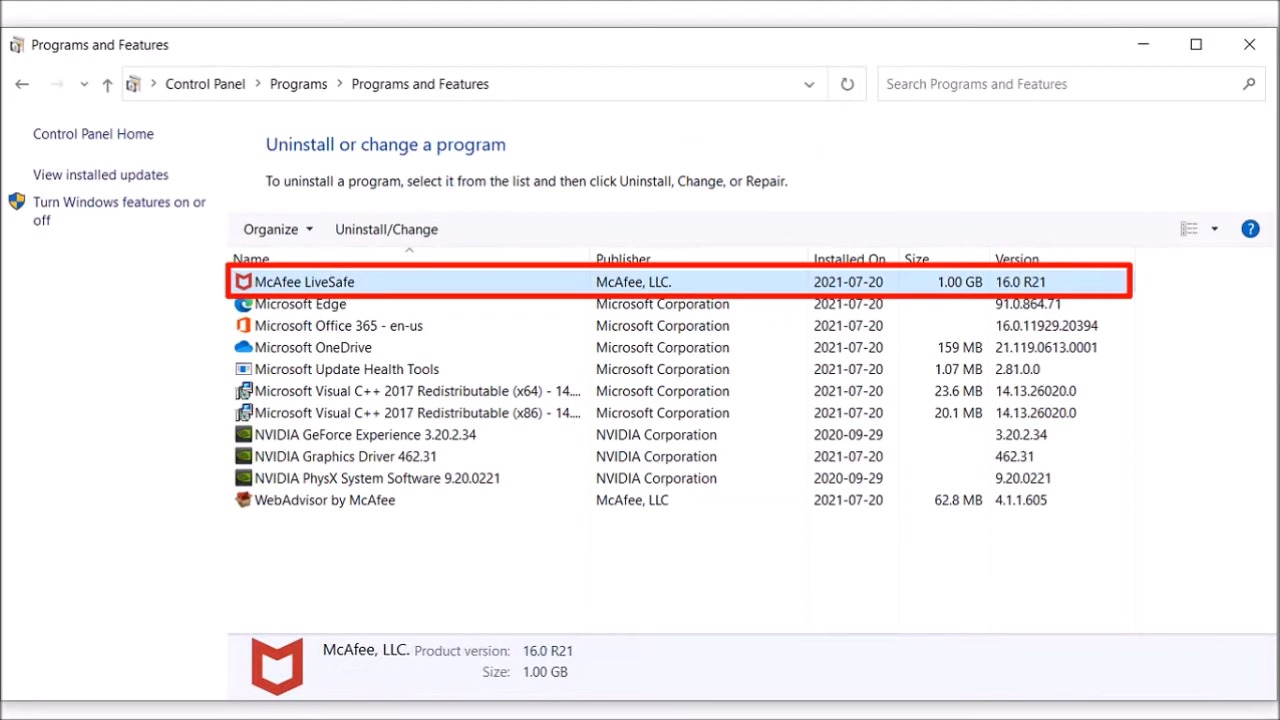 Programs and Features
Control Panel > Programs > Programs and Features
Search Programs and Features
Control Panel Home
View installed updates
Turn Windows features on or
off
Uninstall or change a program
To uninstall a program, select it from the list and then click Uninstall, Change, or Repair.
Organize Uninstall/Change
?
Name Publisher Installed On Size Version
McAfee LiveSafe McAfee, LLC. 2021-07-20 1.00 GB 16.0 R21
Microsoft Edge Microsoft Corporation 2021-07-20 91.0.864.71
Microsoft Office 365 - en-us Microsoft Corporation 2021-07-20 16.0.11929.20394
Microsoft OneDrive Microsoft Corporation 2021-07-20 159 MB 21.119.0613.0001
Microsoft Update Health Tools Microsoft Corporation 2021-07-20 1.07 MB 2.81.0.0
Microsoft Visual C++ 2017 Redistributable (x64) - 14.... Microsoft Corporation 2021-07-20 23.6 MB 14.13.26020.0
Microsoft Visual C++ 2017 Redistributable (x86) - 14.... Microsoft Corporation 2021-07-20 20.1 MB 14.13.26020.0
NVIDIA GeForce Experience 3.20.2.34 NVIDIA Corporation 2020-09-29 3.20.2.34
NVIDIA Graphics Driver 462.31 NVIDIA Corporation 2021-07-20 462.31
NVIDIA PhysX System Software 9.20.0221 NVIDIA Corporation 2020-09-29 9.20.0221
WebAdvisor by McAfee McAfee, LLC 2021-07-20 62.8 MB 4.1.1.605
McAfee, LLC. Product version: 16.0 R21
Size: 1.00 GB